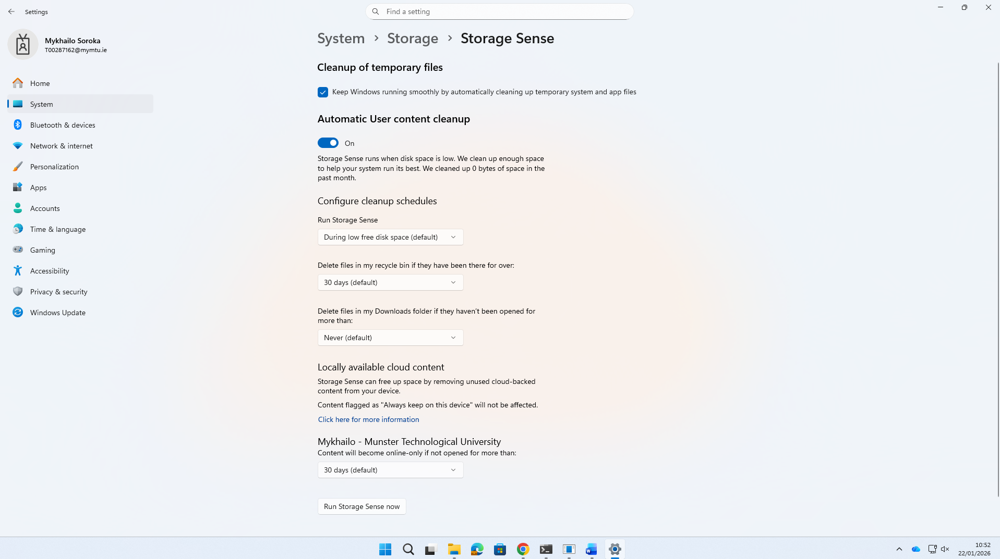 Settings
Find a setting
Mykhailo Soroka
T00287162@mymtu.ie
Home
System
Bluetooth & devices
Network & internet
Personalization
Apps
Accounts
Time & language
Gaming
Accessibility
Privacy & security
Windows Update
System > Storage > Storage Sense
Cleanup of temporary files
Keep Windows running smoothly by automatically cleaning up temporary system and app files
Automatic User content cleanup
On
Storage Sense runs when disk space is low. We clean up enough space
to help your system run its best. We cleaned up 0 bytes of space in the
past month.
Configure cleanup schedules
Run Storage Sense
During low free disk space (default)
Delete files in my recycle bin if they have been there for over:
30 days (default)
Delete files in my Downloads folder if they haven't been opened for
more than:
Never (default)
Locally available cloud content
Storage Sense can free up space by removing unused cloud-backed
content from your device.
Content flagged as "Always keep on this device" will not be affected.
Click here for more information
Mykhailo - Munster Technological University
Content will become online-only if not opened for more than:
30 days (default)
Run Storage Sense now
10:52
22/01/2026